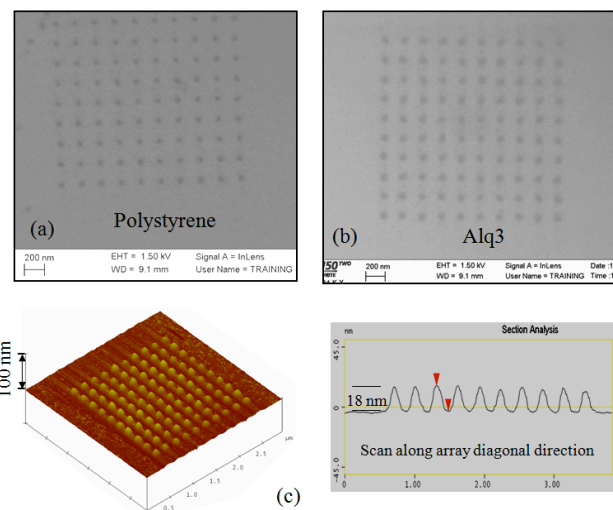 (a)
Polystyrene
200 nm
EHT = 1.50 kV
Signal A = InLens
WD = 9.1 mm
User Name = TRAINING
(b)
Alq3
200 nm
EHT = 1.50 kV
Signal A = InLens
Date :1
WD = 9.1 mm
User Name = TRAINING
Time :1
100 nm
µm
2.5
2.0
1.5
1.0
0.5
(c)
nm
Section Analysis
45.0
18 nm
0
Scan along array diagonal direction
-45.0
0
1.00
2.00
3.00